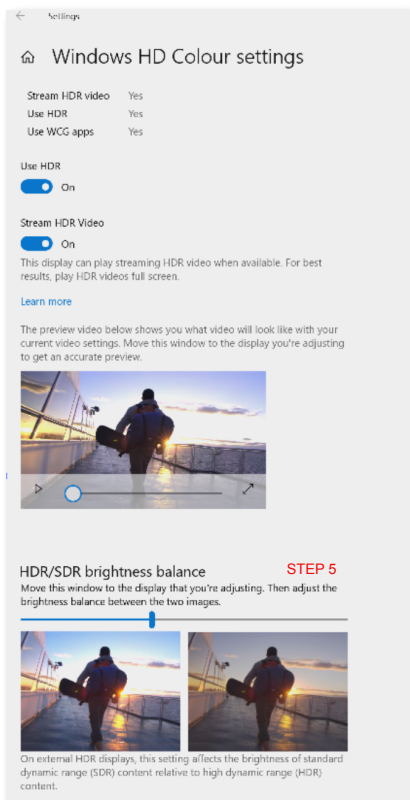 Settings
Windows HD Colour settings
Stream HDR video Yes
Use HDR Yes
Use WCG apps Yes
Use HDR
On
Stream HDR Video
On
This display can play streaming HDR video when available. For best
results, play HDR videos full screen.
Learn more
The preview video below shows you what video will look like with your
current video settings. Move this window to the display you're adjusting
to get an accurate preview.
HDR/SDR brightness balance STEP 5
Move this window to the display that you're adjusting. Then adjust the
brightness balance between the two images.
On external HDR displays, this setting affects the brightness of standard
dynamic range (SDR) content relative to high dynamic range (HDR)
content.